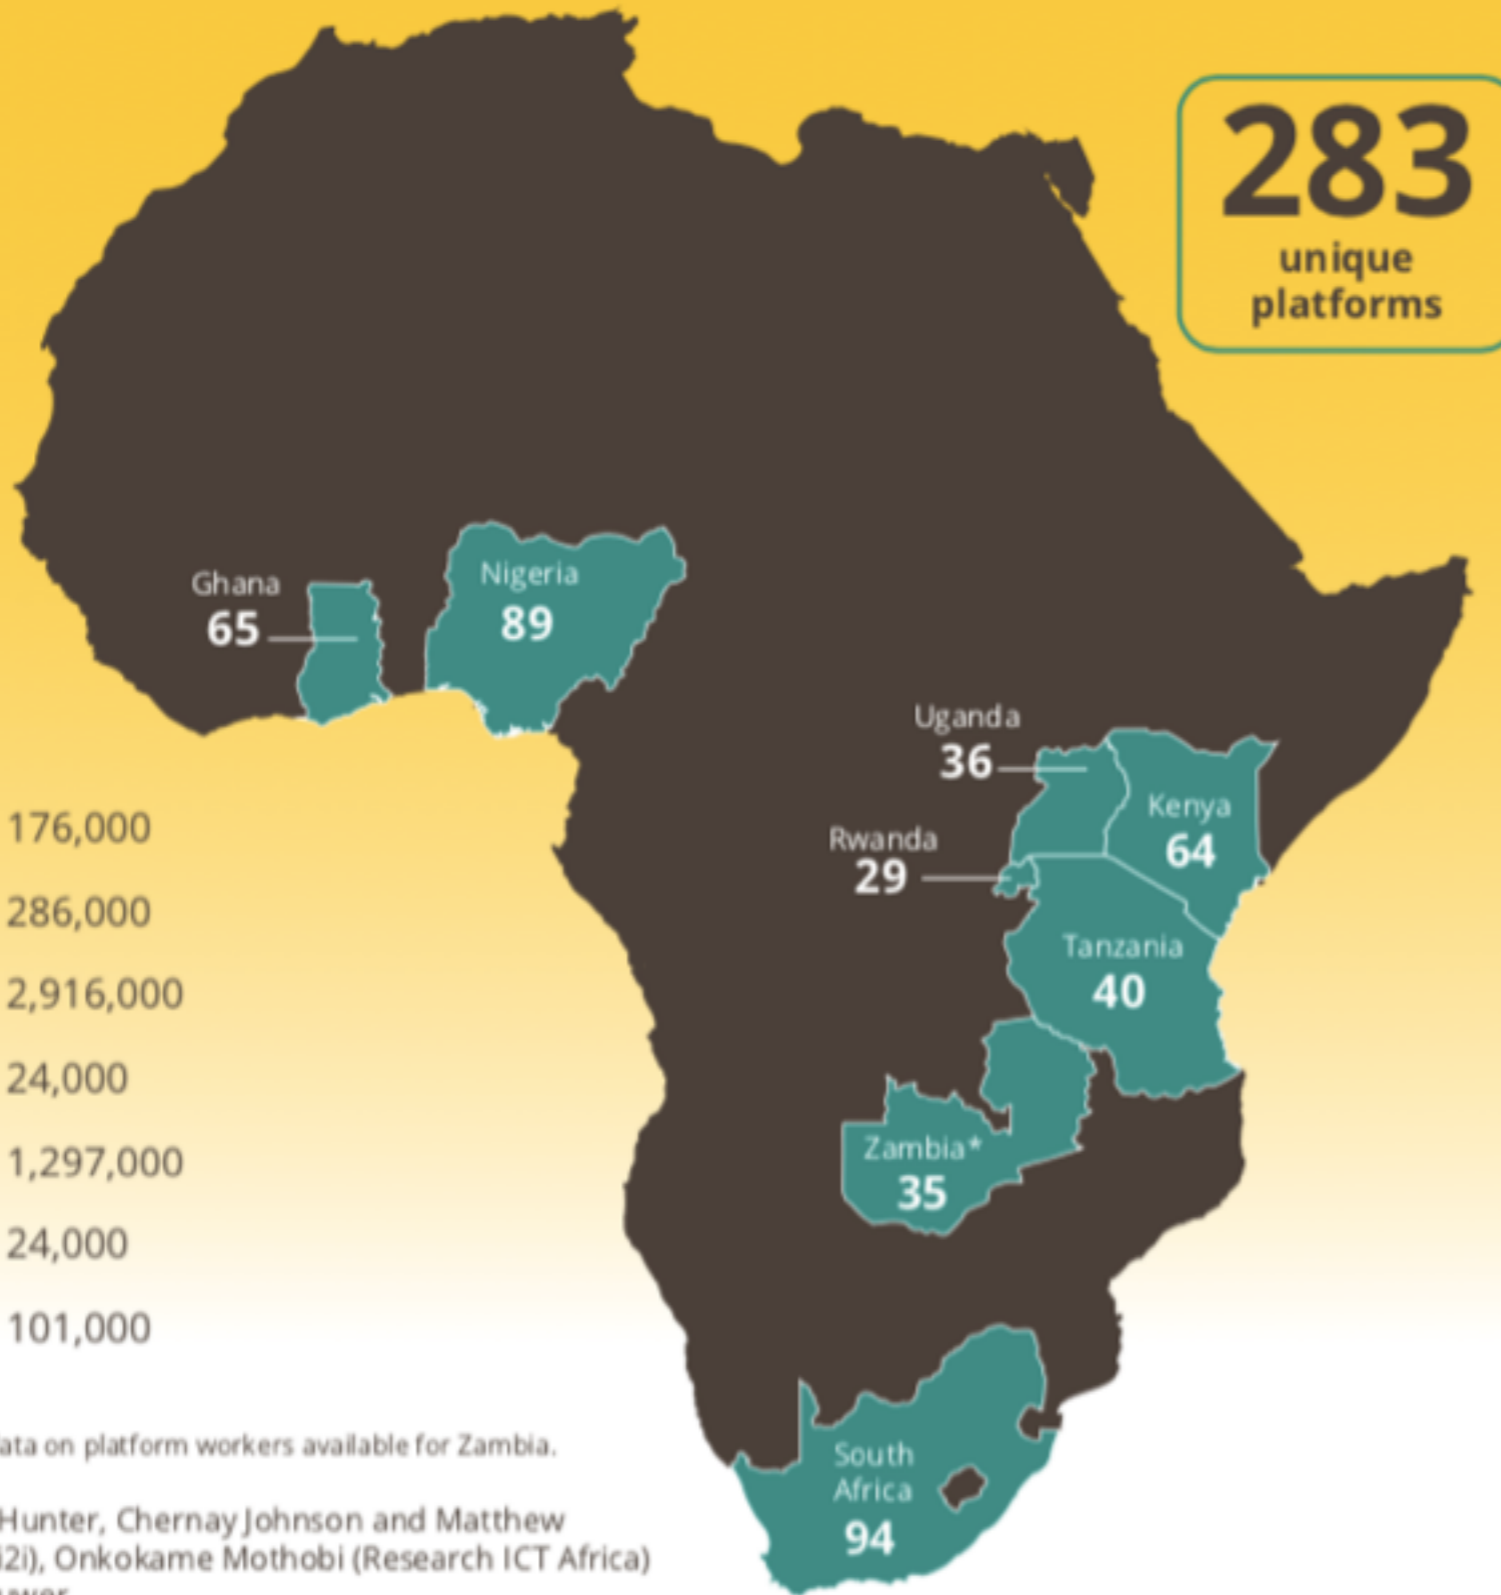 283
unique
platforms
Ghana
65
Nigeria
89
Uganda
36
Kenya
64
Rwanda
29
Tanzania
40
Zambia*
35
South
Africa
94
176,000
286,000
2,916,000
24,000
1,297,000
24,000
101,000
on platform workers available for Zambia.
Hunter, Chernay Johnson and Matthew
i2i), Onkokame Mothobi (Research ICT Africa)